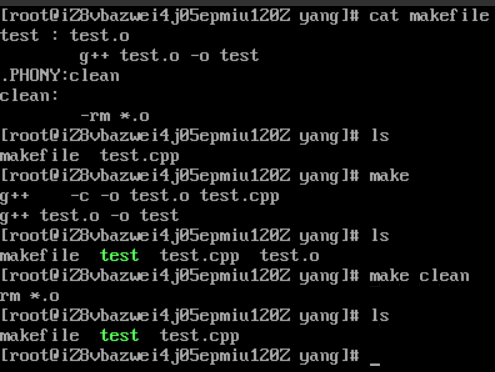 [root@iZ8vbazwei4j05epmiu120Z yang]# cat makefile
test : test.o
        g++ test.o -o test
.PHONY:clean
clean:
        -rm *.o
[root@iZ8vbazwei4j05epmiu120Z yang]# ls
makefile  test.cpp
[root@iZ8vbazwei4j05epmiu120Z yang]# make
g++    -c -o test.o test.cpp
g++ test.o -o test
[root@iZ8vbazwei4j05epmiu120Z yang]# ls
makefile  test  test.cpp  test.o
[root@iZ8vbazwei4j05epmiu120Z yang]# make clean
rm *.o
[root@iZ8vbazwei4j05epmiu120Z yang]# ls
makefile  test  test.cpp
[root@iZ8vbazwei4j05epmiu120Z yang]# _